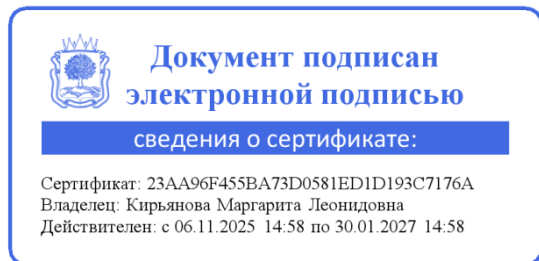 Документ подписан
электронной подписью
сведения о сертификате:
Сертификат: 23AA96F455BA73D0581ED1D193C7176A
Владелец: Кирьянова Маргарита Леонидовна
Действителен: с 06.11.2025 14:58 по 30.01.2027 14:58